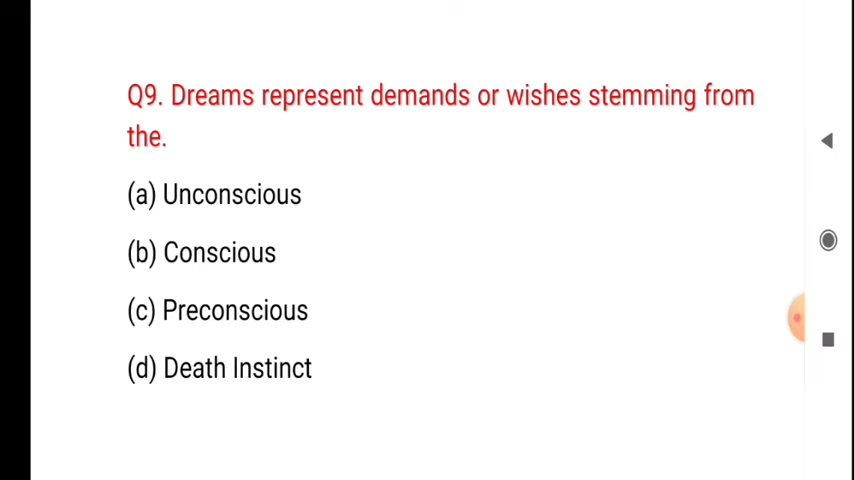 Q9. Dreams represent demands or wishes stemming from
the.
(a) Unconscious
(b) Conscious
(c) Preconscious
(d) Death Instinct